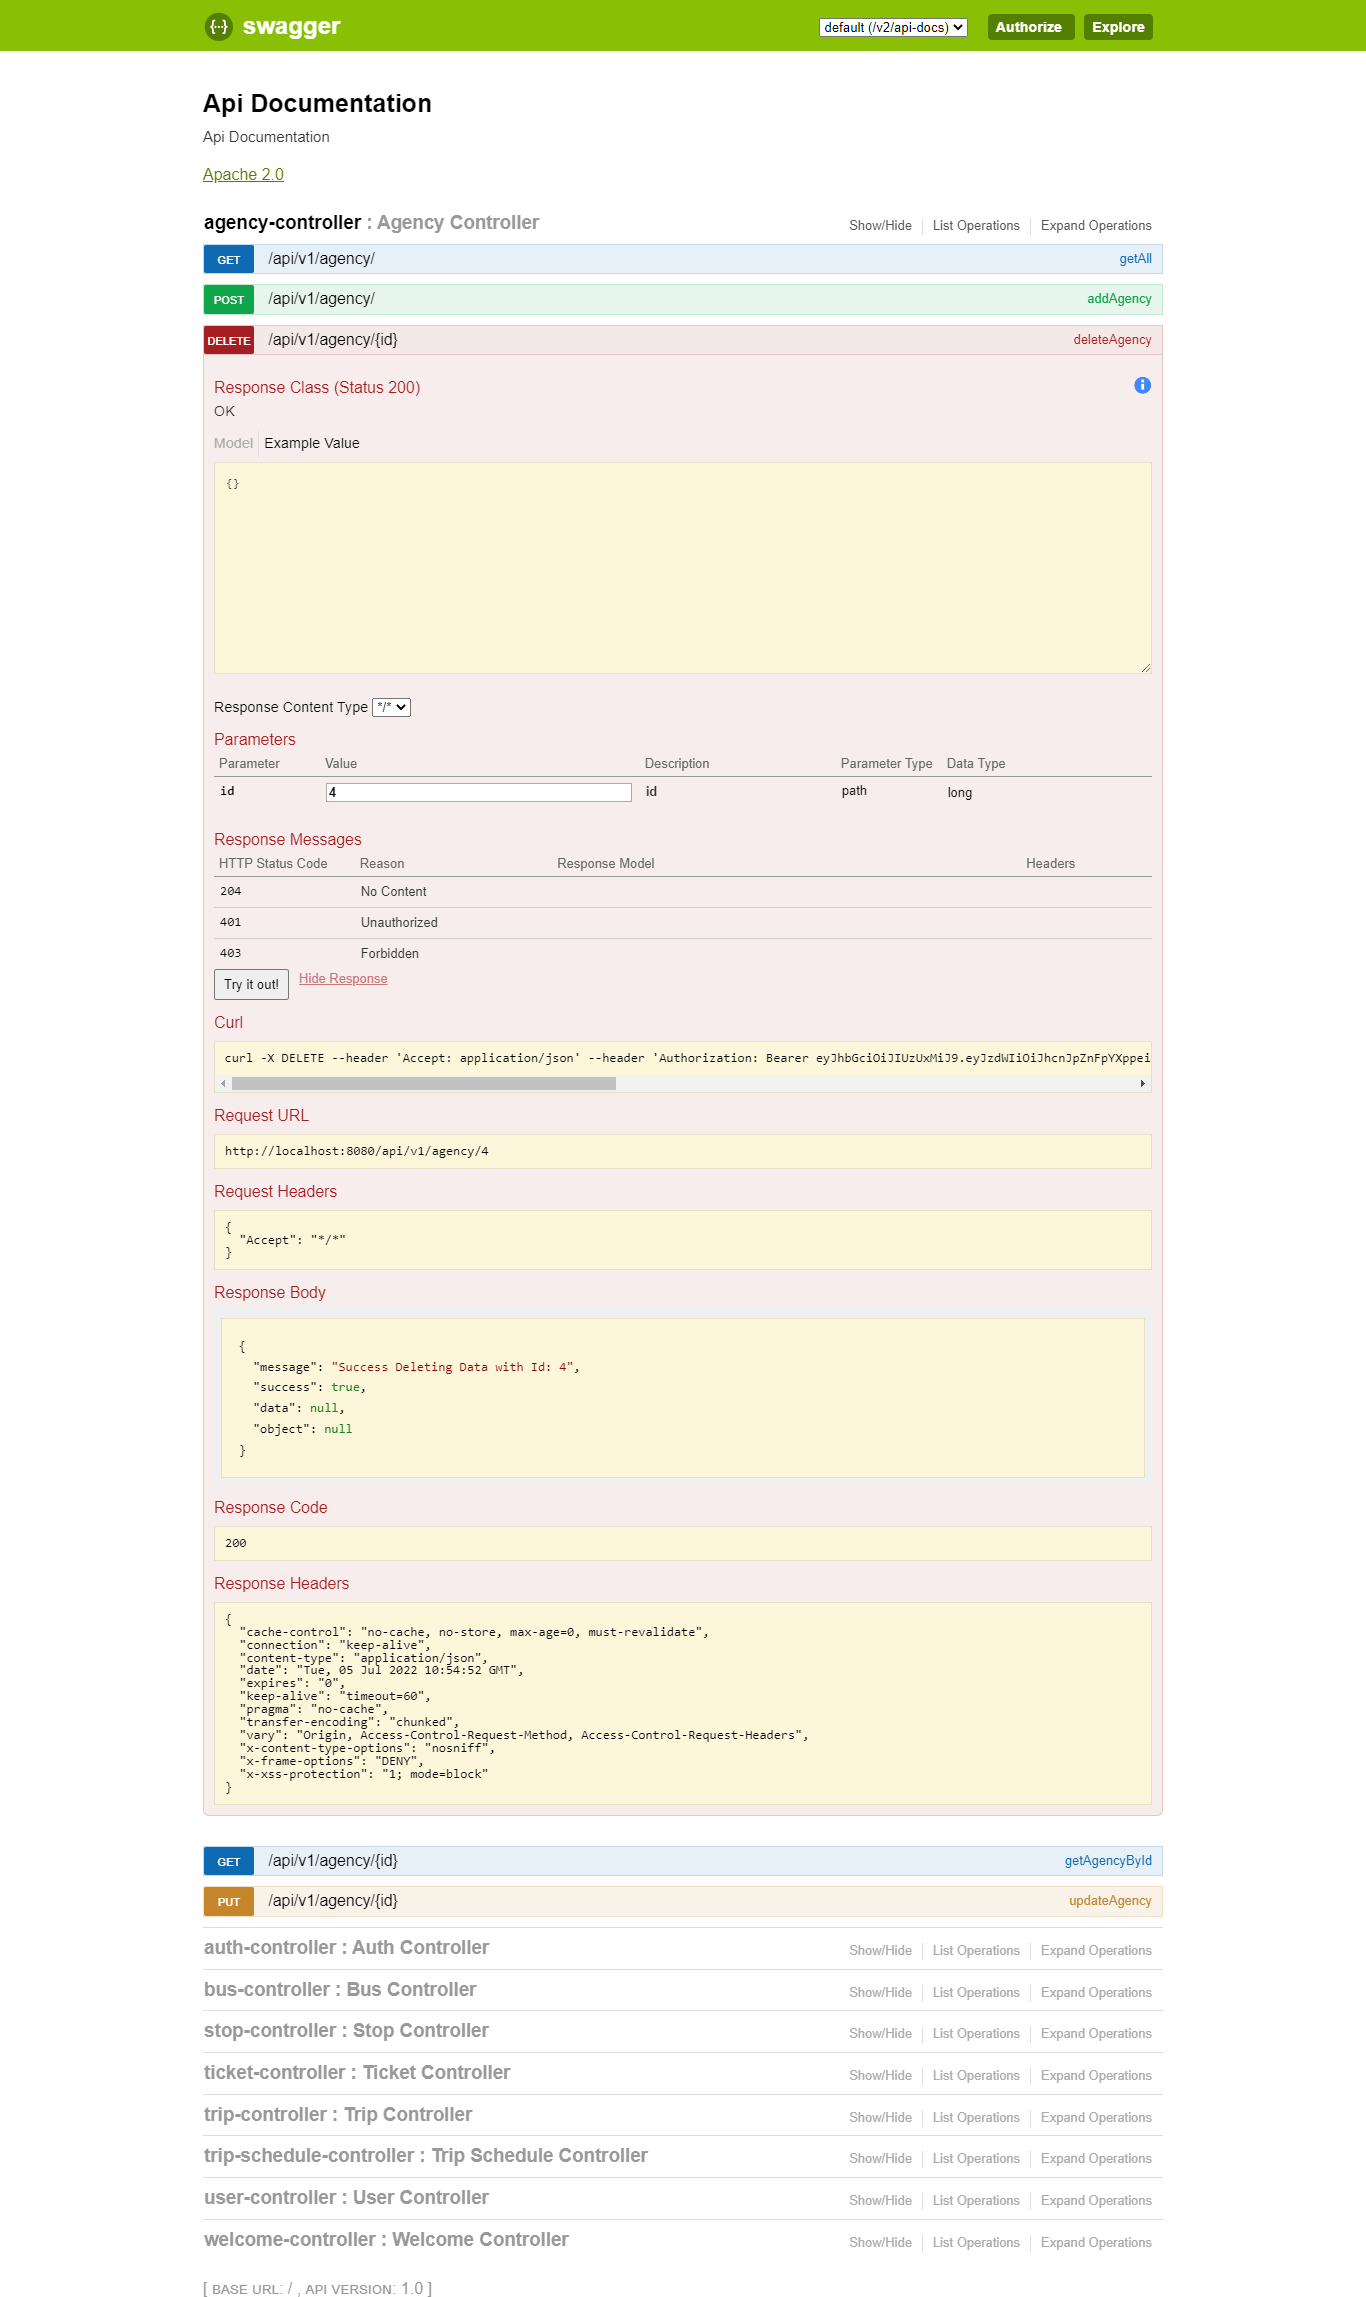 swagger default (/v2/api-docs) Authorize Explore
Api Documentation
Api Documentation
Apache 2.0
agency-controller : Agency Controller Show/Hide List Operations Expand Operations
GET /api/v1/agency/ getAll
POST /api/v1/agency/ addAgency
DELETE /api/v1/agency/{id} deleteAgency
Response Class (Status 200)
OK
Model Example Value
{}
Response Content Type */*
Parameters
Parameter Value Description Parameter Type Data Type
id 4 id path long
Response Messages
HTTP Status Code Reason Response Model Headers
204 No Content
401 Unauthorized
403 Forbidden
Try it out! Hide Response
Curl
curl -X DELETE --header 'Accept: application/json' --header 'Authorization: Bearer eyJhbGciOiJIUzUxMiJ9.eyJzdWIiOiJhcnJpZnFpYXppei
Request URL
http://localhost:8080/api/v1/agency/4
Request Headers
{
"Accept": "*/*"
}
Response Body
{
"message": "Success Deleting Data with Id: 4",
"success": true,
"data": null,
"object": null
}
Response Code
200
Response Headers
{
"cache-control": "no-cache, no-store, max-age=0, must-revalidate",
"connection": "keep-alive",
"content-type": "application/json",
"date": "Tue, 05 Jul 2022 10:54:52 GMT",
"expires": "0",
"keep-alive": "timeout=60",
"pragma": "no-cache",
"transfer-encoding": "chunked",
"vary": "Origin, Access-Control-Request-Method, Access-Control-Request-Headers",
"x-content-type-options": "nosniff",
"x-frame-options": "DENY",
"x-xss-protection": "1; mode=block"
}
GET /api/v1/agency/{id} getAgencyById
PUT /api/v1/agency/{id} updateAgency
auth-controller : Auth Controller Show/Hide List Operations Expand Operations
bus-controller : Bus Controller Show/Hide List Operations Expand Operations
stop-controller : Stop Controller Show/Hide List Operations Expand Operations
ticket-controller : Ticket Controller Show/Hide List Operations Expand Operations
trip-controller : Trip Controller Show/Hide List Operations Expand Operations
trip-schedule-controller : Trip Schedule Controller Show/Hide List Operations Expand Operations
user-controller : User Controller Show/Hide List Operations Expand Operations
welcome-controller : Welcome Controller Show/Hide List Operations Expand Operations
[ BASE URL: / , API VERSION: 1.0 ]